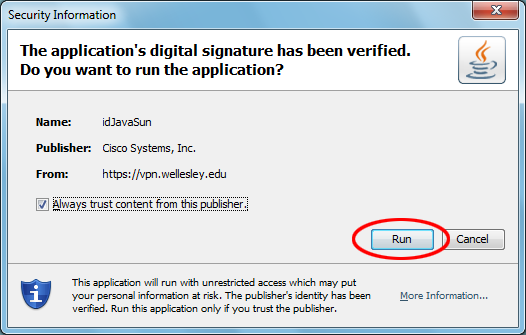 Security Information
The application's digital signature has been verified.
Do you want to run the application?
Name: idJavaSun
Publisher: Cisco Systems, Inc.
From: https://vpn.wellesley.edu
Always trust content from this publisher.
Run Cancel
This application will run with unrestricted access which may put
your personal information at risk. The publisher's identity has been
verified. Run this application only if you trust the publisher.
More Information...